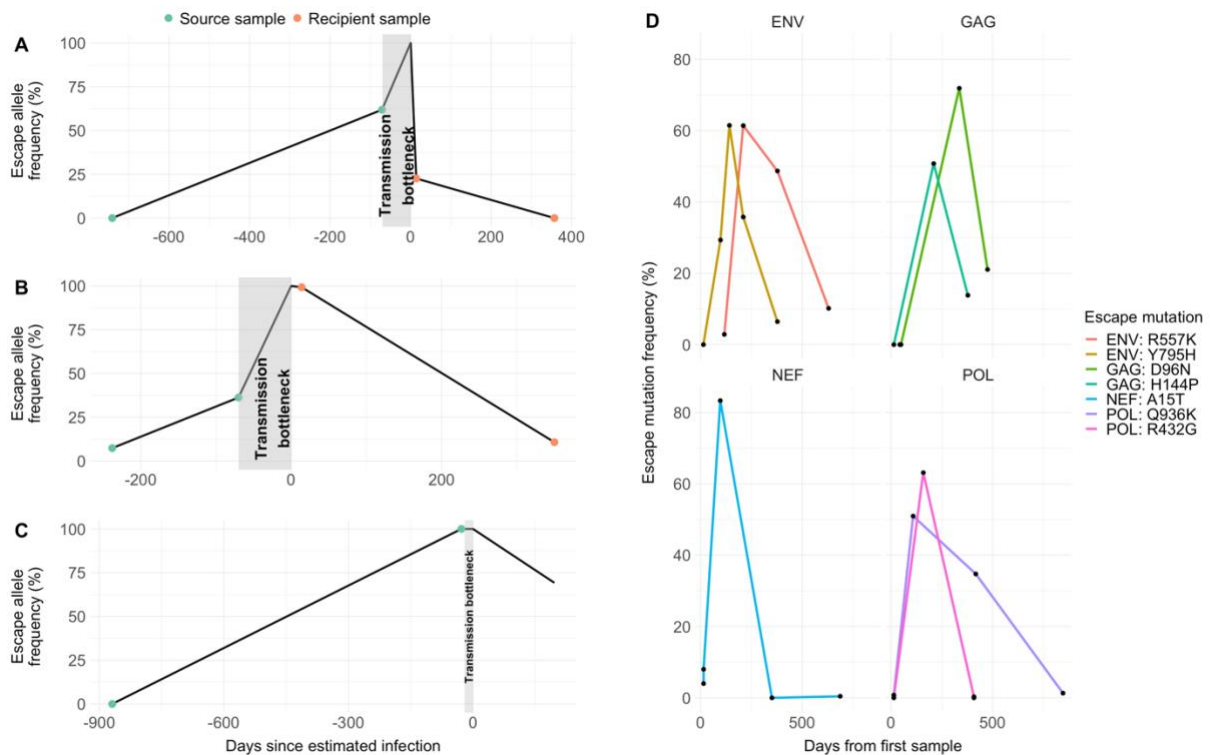 Source sample
Recipient sample
A
Escape allele
frequency (%)
100
75
50
25
0
Transmission
bottleneck
-600
-400
-200
0
200
400
B
Escape allele
frequency (%)
100
75
50
25
0
Transmission
bottleneck
-200
0
200
C
Escape allele
frequency (%)
100
75
50
25
0
Transmission bottleneck
-900
-600
-300
0
Days since estimated infection
D
ENV
GAG
Escape mutation frequency (%)
80
60
40
20
0
NEF
POL
80
60
40
20
0
0
500
0
500
Days from first sample
Escape mutation
ENV: R557K
ENV: Y795H
GAG: D96N
GAG: H144P
NEF: A15T
POL: Q936K
POL: R432G